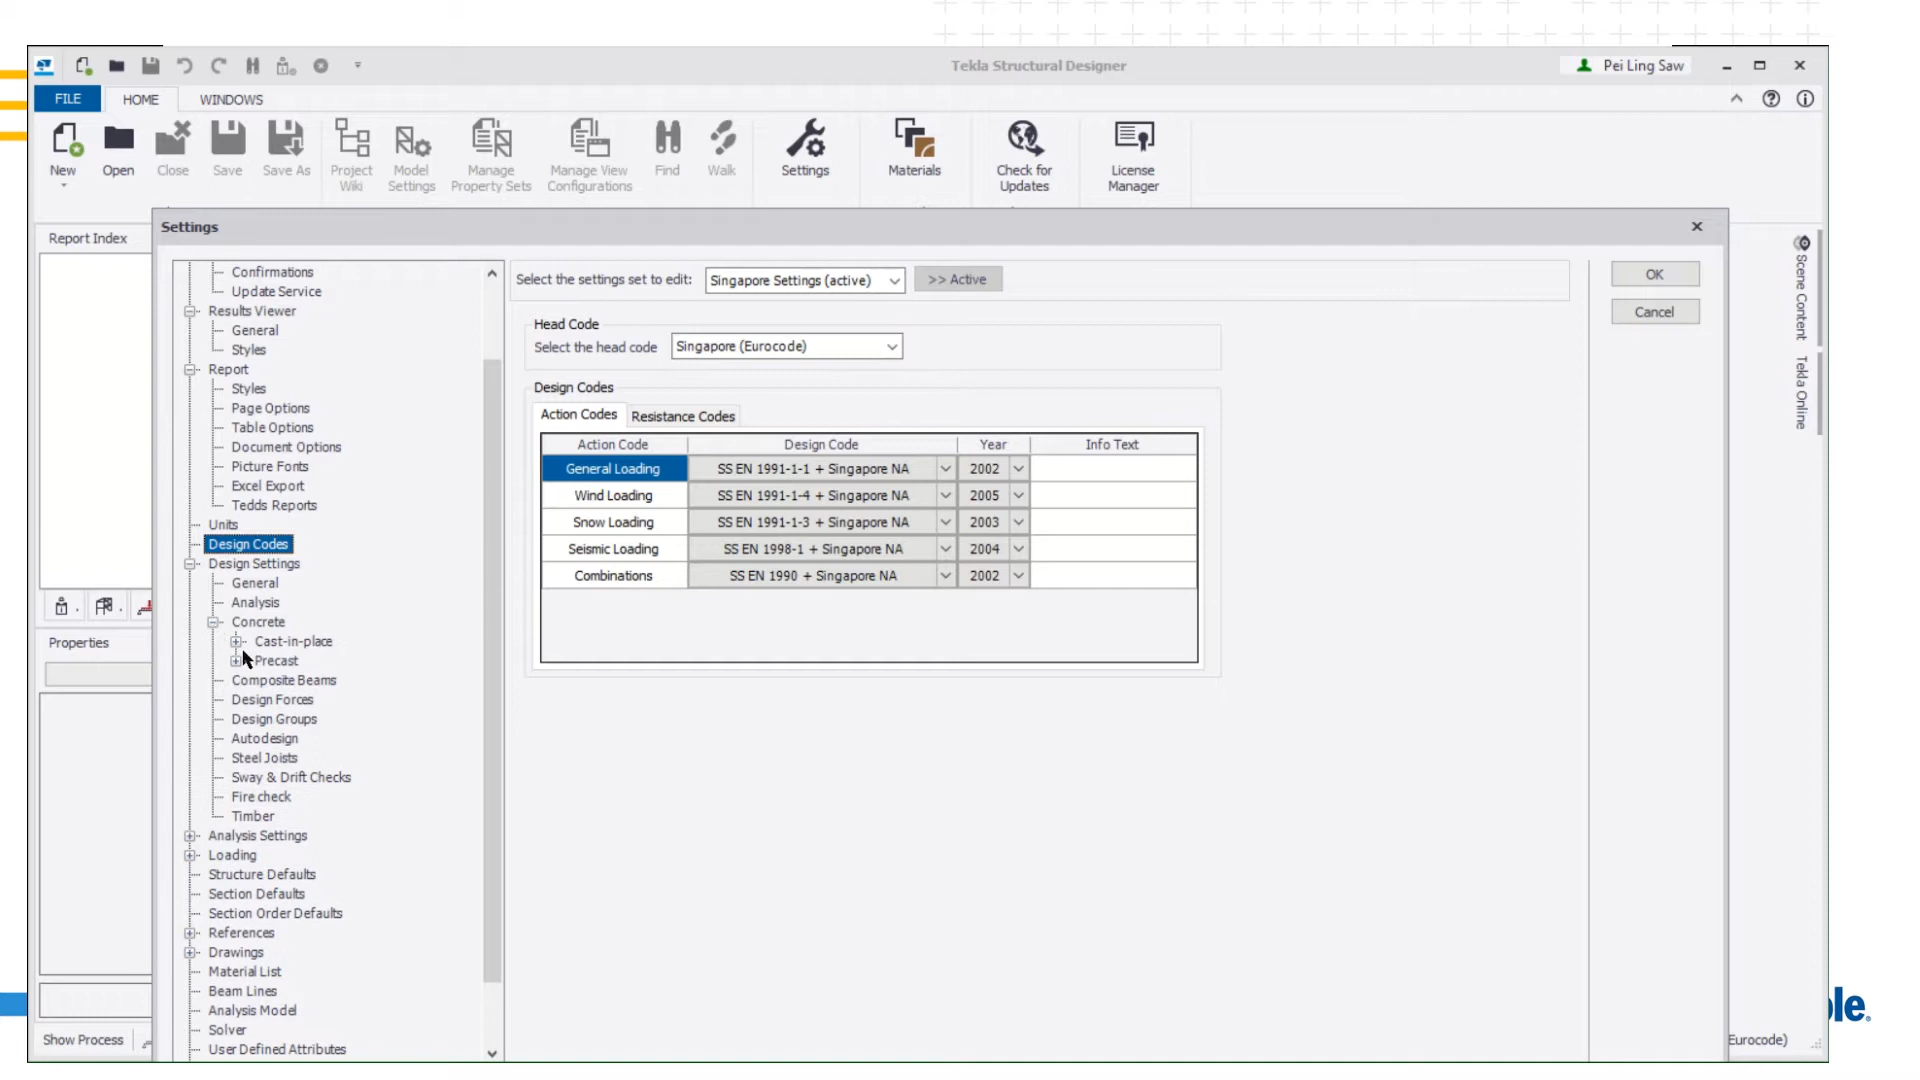 Tekla Structural Designer
Pei Ling Saw
FILE
HOME
WINDOWS
New
Open
Close
Save
Save As
Project Wiki
Model Settings
Manage Property Sets
Manage View Configurations
Find
Walk
Settings
Materials
Check for Updates
License Manager
Report Index
Settings
Confirmations
Update Service
Results Viewer
General
Styles
Report
Styles
Page Options
Table Options
Document Options
Picture Fonts
Excel Export
Tedds Reports
Units
Design Codes
Design Settings
General
Analysis
Concrete
Cast-in-place
Precast
Composite Beams
Design Forces
Design Groups
Autodesign
Steel Joists
Sway & Drift Checks
Fire check
Timber
Analysis Settings
Loading
Structure Defaults
Section Defaults
Section Order Defaults
References
Drawings
Material List
Beam Lines
Analysis Model
Solver
User Defined Attributes
Select the settings set to edit: Singapore Settings (active) >> Active
Head Code
Select the head code Singapore (Eurocode)
Design Codes
Action Codes Resistance Codes
Action Code Design Code Year Info Text
General Loading SS EN 1991-1-1 + Singapore NA 2002
Wind Loading SS EN 1991-1-4 + Singapore NA 2005
Snow Loading SS EN 1991-1-3 + Singapore NA 2003
Seismic Loading SS EN 1998-1 + Singapore NA 2004
Combinations SS EN 1990 + Singapore NA 2002
OK
Cancel
Scene Content
Tekla Online
Properties
Show Process
Eurocode)
le.